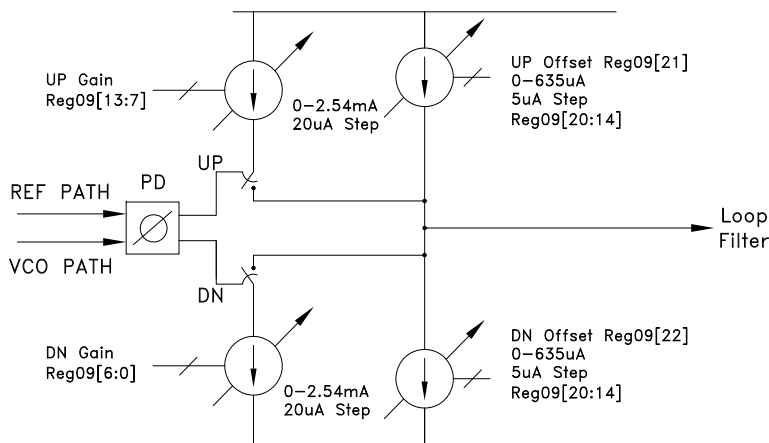 UP Gain
Reg09[13:7]
0-2.54mA
20uA Step
UP Offset Reg09[21]
0-635uA
5uA Step
Reg09[20:14]
UP
REF PATH
PD
VCO PATH
DN
Loop
Filter
DN Gain
Reg09[6:0]
0-2.54mA
20uA Step
DN Offset Reg09[22]
0-635uA
5uA Step
Reg09[20:14]